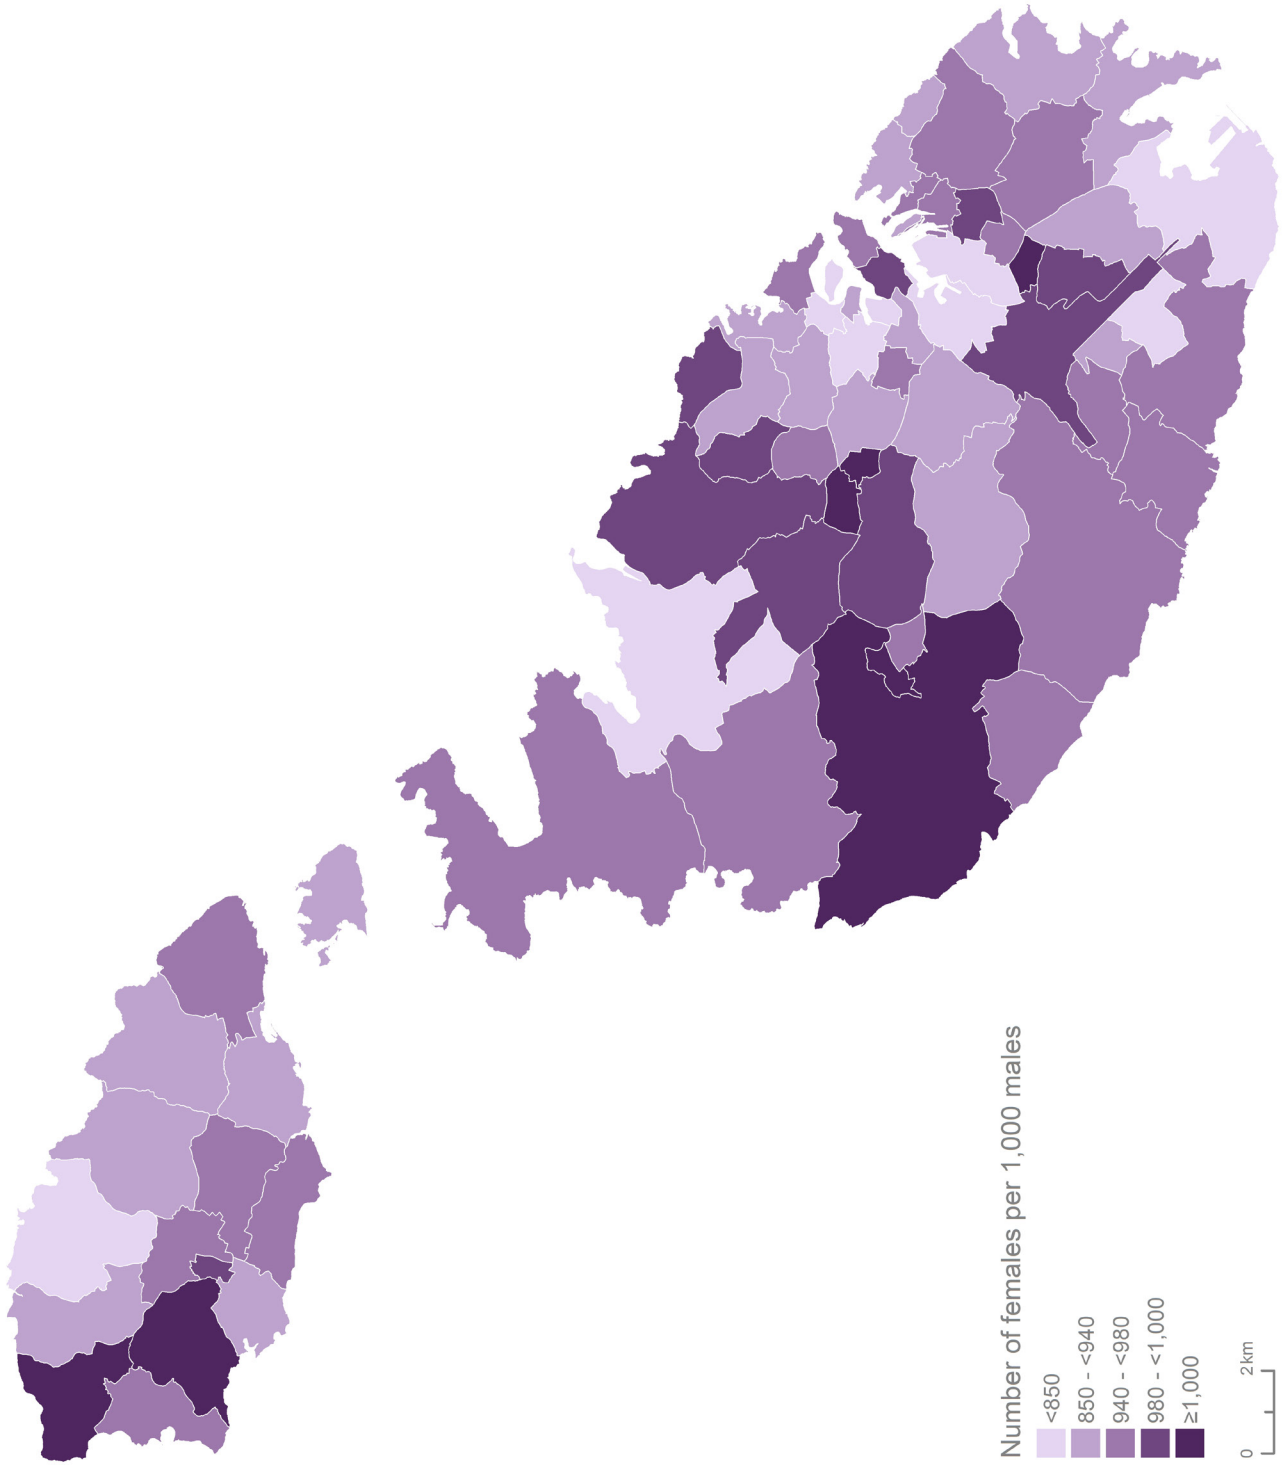 Number of females per 1,000 males
<850
850 - <940
940 - <980
980 - <1,000
≥1,000
0 2km